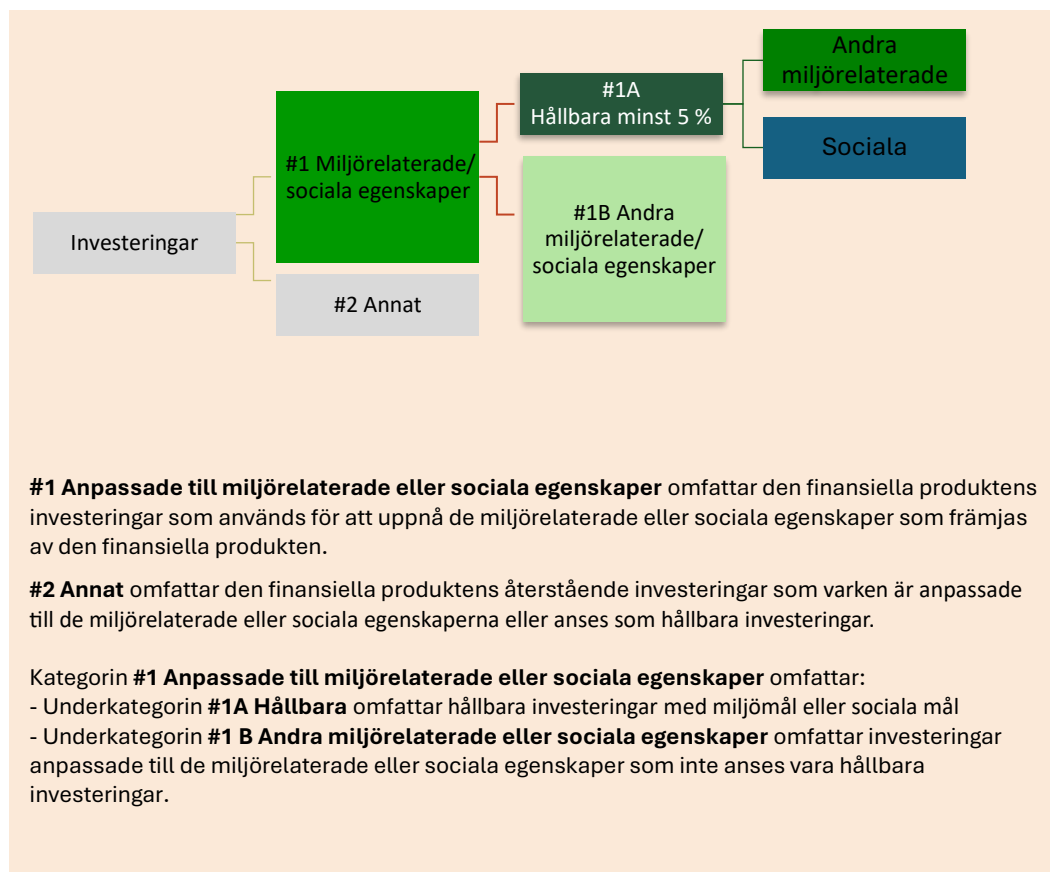 Andra
miljörelaterade
#1A
Hållbara minst 5 %
Sociala
#1 Miljörelaterade/
sociala egenskaper
#1B Andra
miljörelaterade/
sociala egenskaper
Investeringar
#2 Annat
#1 Anpassade till miljörelaterade eller sociala egenskaper omfattar den finansiella produktens
investeringar som används för att uppnå de miljörelaterade eller sociala egenskaper som främjas
av den finansiella produkten.
#2 Annat omfattar den finansiella produktens återstående investeringar som varken är anpassade
till de miljörelaterade eller sociala egenskaperna eller anses som hållbara investeringar.
Kategorin #1 Anpassade till miljörelaterade eller sociala egenskaper omfattar:
- Underkategorin #1A Hållbara omfattar hållbara investeringar med miljömål eller sociala mål
- Underkategorin #1 B Andra miljörelaterade eller sociala egenskaper omfattar investeringar
anpassade till de miljörelaterade eller sociala egenskaper som inte anses vara hållbara
investeringar.